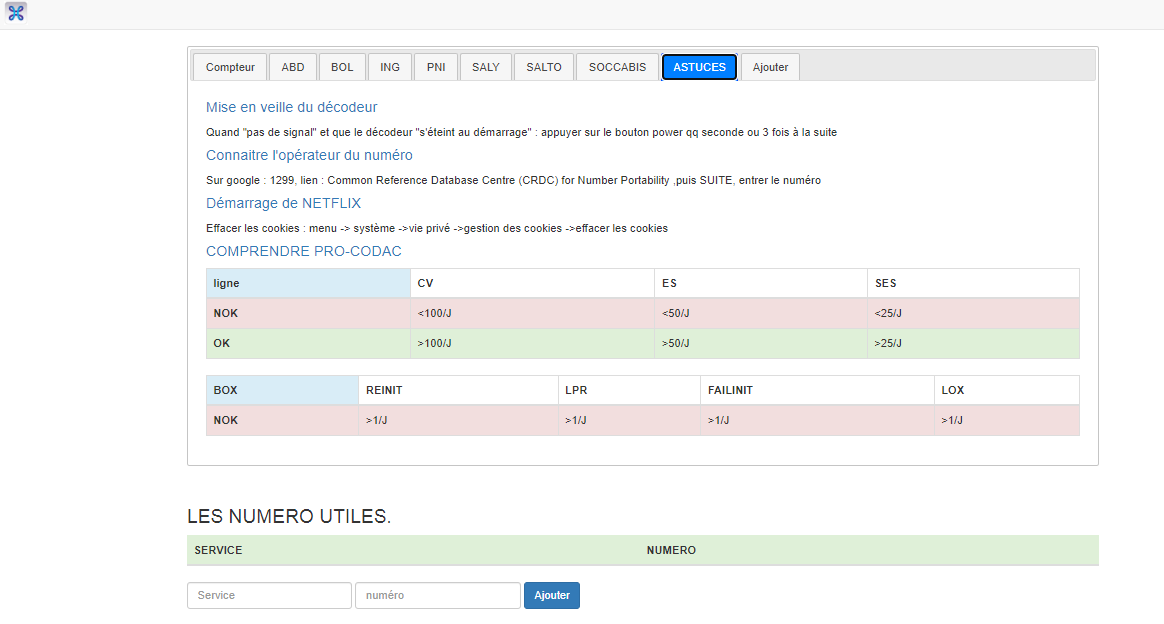 Compteur ABD BOL ING PNI SALY SALTO SOCCABIS ASTUCES Ajouter
Mise en veille du décodeur
Quand "pas de signal" et que le décodeur "s'éteint au démarrage" : appuyer sur le bouton power qq seconde ou 3 fois à la suite
Connaitre l'opérateur du numéro
Sur google : 1299, lien : Common Reference Database Centre (CRDC) for Number Portability ,puis SUITE, entrer le numéro
Démarrage de NETFLIX
Effacer les cookies : menu -> système ->vie privé ->gestion des cookies ->effacer les cookies
COMPRENDRE PRO-CODAC
ligne CV ES SES
NOK <100/J <50/J <25/J
OK >100/J >50/J >25/J
BOX REINIT LPR FAILINIT LOX
NOK >1/J >1/J >1/J >1/J
LES NUMERO UTILES.
SERVICE NUMERO
Service numéro Ajouter